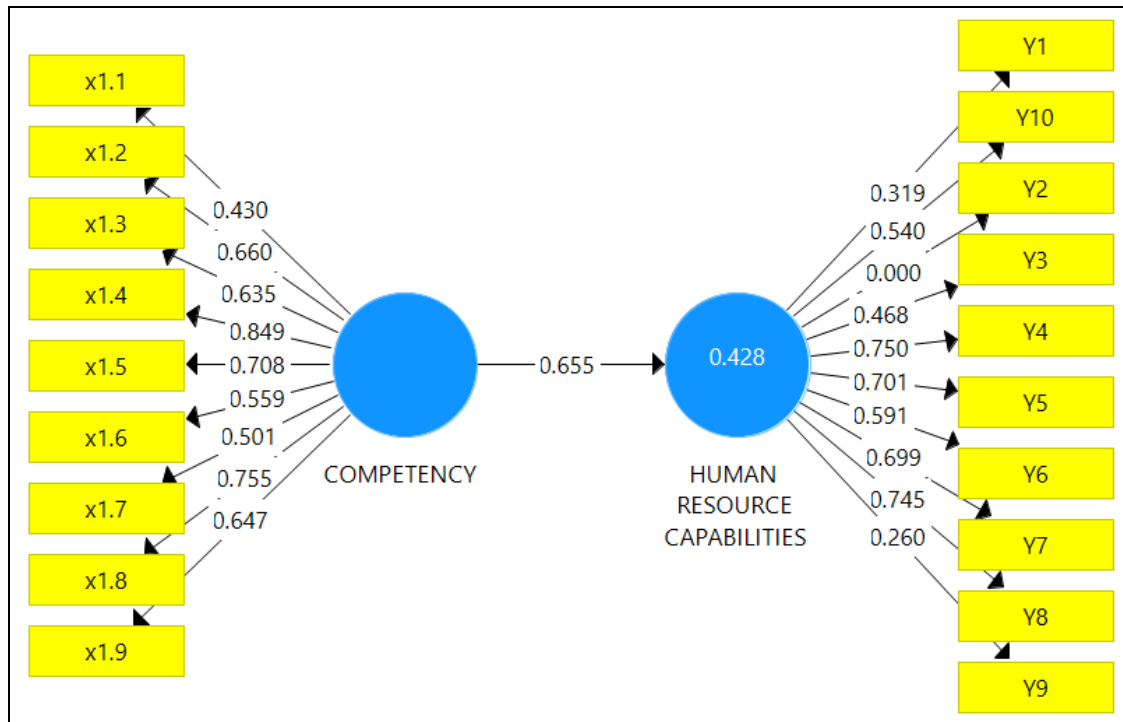 x1.1
x1.2
x1.3
x1.4
x1.5
x1.6
x1.7
x1.8
x1.9
0.430
0.660
0.635
0.849
0.708
0.559
0.501
0.755
0.647
COMPETENCY
0.655
0.428
HUMAN
RESOURCE
CAPABILITIES
0.319
0.540
0.000
0.468
0.750
0.701
0.591
0.699
0.745
0.260
Y1
Y10
Y2
Y3
Y4
Y5
Y6
Y7
Y8
Y9